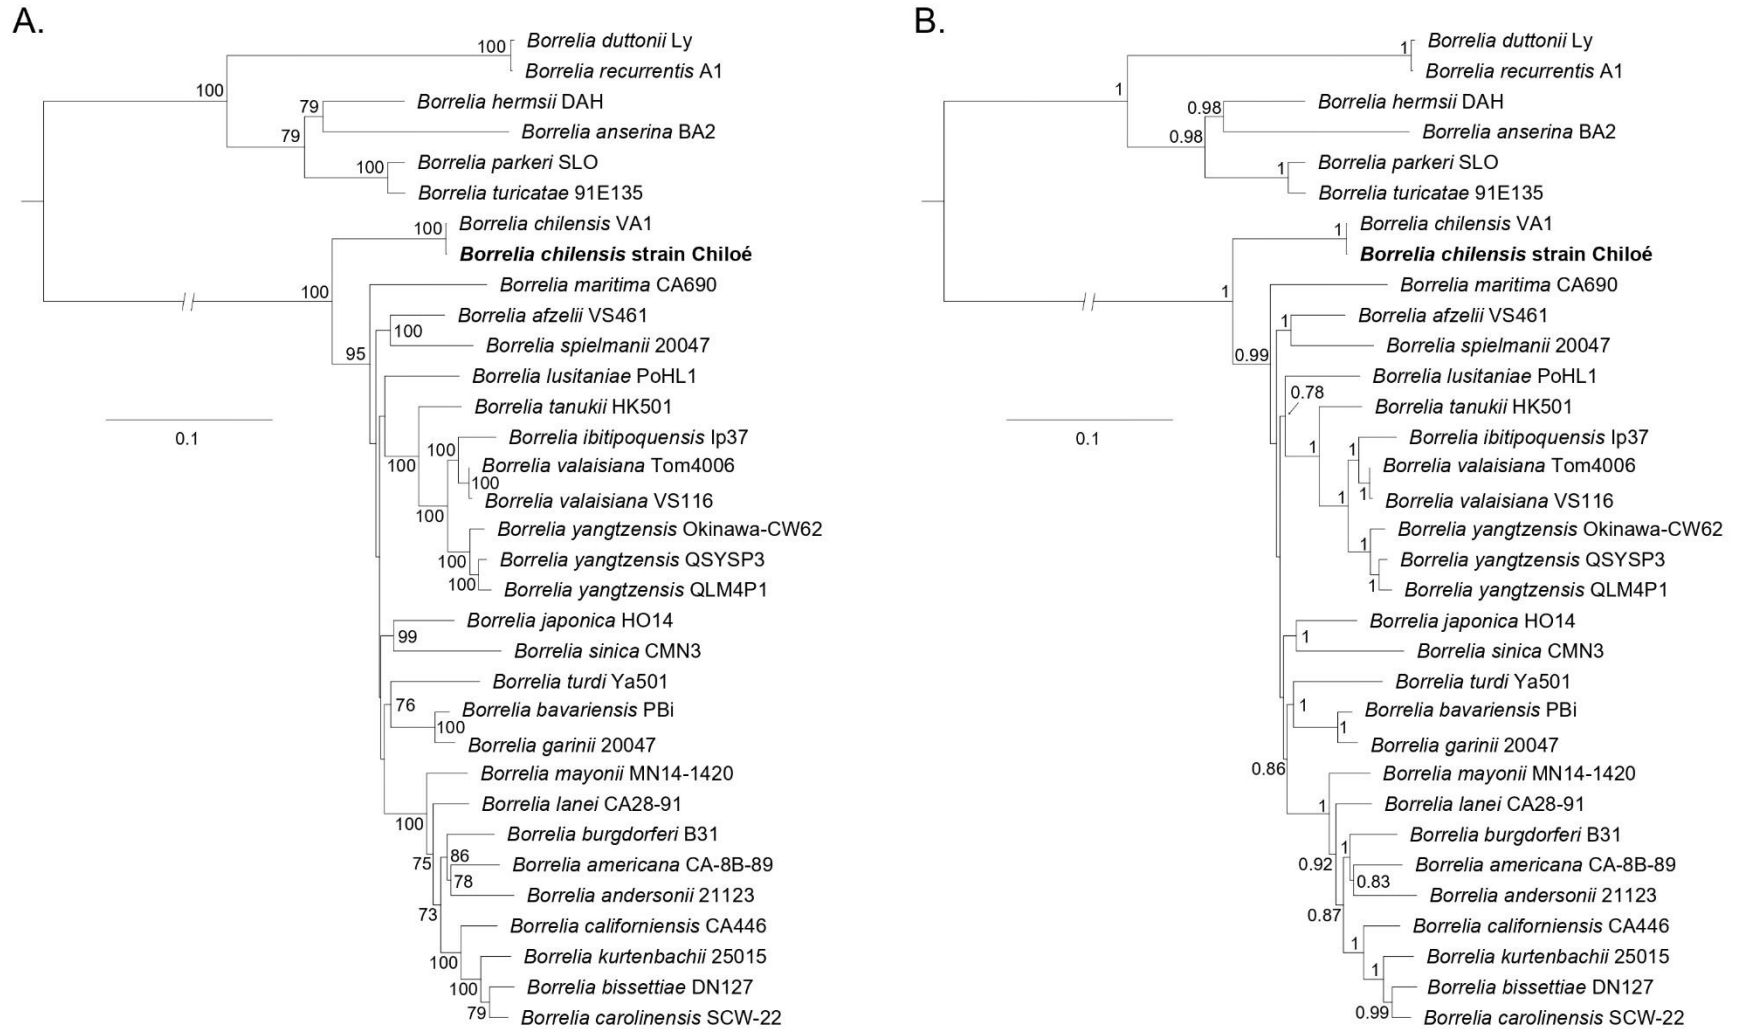 A.
100
Borrelia duttonii Ly
Borrelia recurrentis A1
100
79
Borrelia hermsii DAH
79
Borrelia anserina BA2
100
Borrelia parkeri SLO
Borrelia turicatae 91E135
100
Borrelia chilensis VA1
Borrelia chilensis strain Chiloé
100
Borrelia maritima CA690
Borrelia afzelii VS461
100
Borrelia spielmanii 20047
95
Borrelia lusitaniae PoHL1
Borrelia tanukii HK501
0.1
Borrelia ibitipoquensis Ip37
100
100
Borrelia valaisiana Tom4006
100
Borrelia valaisiana VS116
100
Borrelia yangtzensis Okinawa-CW62
100
Borrelia yangtzensis QSYSP3
100
Borrelia yangtzensis QLM4P1
Borrelia japonica HO14
99
Borrelia sinica CMN3
Borrelia turdi Ya501
76
Borrelia bavariensis PBi
100
Borrelia garinii 20047
Borrelia mayonii MN14-1420
100
Borrelia lanei CA28-91
Borrelia burgdorferi B31
75
86
Borrelia americana CA-8B-89
78
Borrelia andersonii 21123
73
Borrelia californiensis CA446
100
Borrelia kurtenbachii 25015
100
Borrelia bissettiae DN127
79
Borrelia carolinensis SCW-22
B.
1
Borrelia duttonii Ly
Borrelia recurrentis A1
1
0.98
Borrelia hermsii DAH
0.98
Borrelia anserina BA2
1
Borrelia parkeri SLO
Borrelia turicatae 91E135
1
Borrelia chilensis VA1
Borrelia chilensis strain Chiloé
1
Borrelia maritima CA690
1
Borrelia afzelii VS461
Borrelia spielmanii 20047
0.99
Borrelia lusitaniae PoHL1
0.78
Borrelia tanukii HK501
0.1
Borrelia ibitipoquensis Ip37
1
1
Borrelia valaisiana Tom4006
1
1
Borrelia valaisiana VS116
Borrelia yangtzensis Okinawa-CW62
1
Borrelia yangtzensis QSYSP3
1
Borrelia yangtzensis QLM4P1
Borrelia japonica HO14
1
Borrelia sinica CMN3
Borrelia turdi Ya501
1
Borrelia bavariensis PBi
1
Borrelia garinii 20047
0.86
Borrelia mayonii MN14-1420
1
Borrelia lanei CA28-91
Borrelia burgdorferi B31
1
0.92
Borrelia americana CA-8B-89
0.83
Borrelia andersonii 21123
0.87
Borrelia californiensis CA446
1
Borrelia kurtenbachii 25015
1
Borrelia bissettiae DN127
0.99
Borrelia carolinensis SCW-22